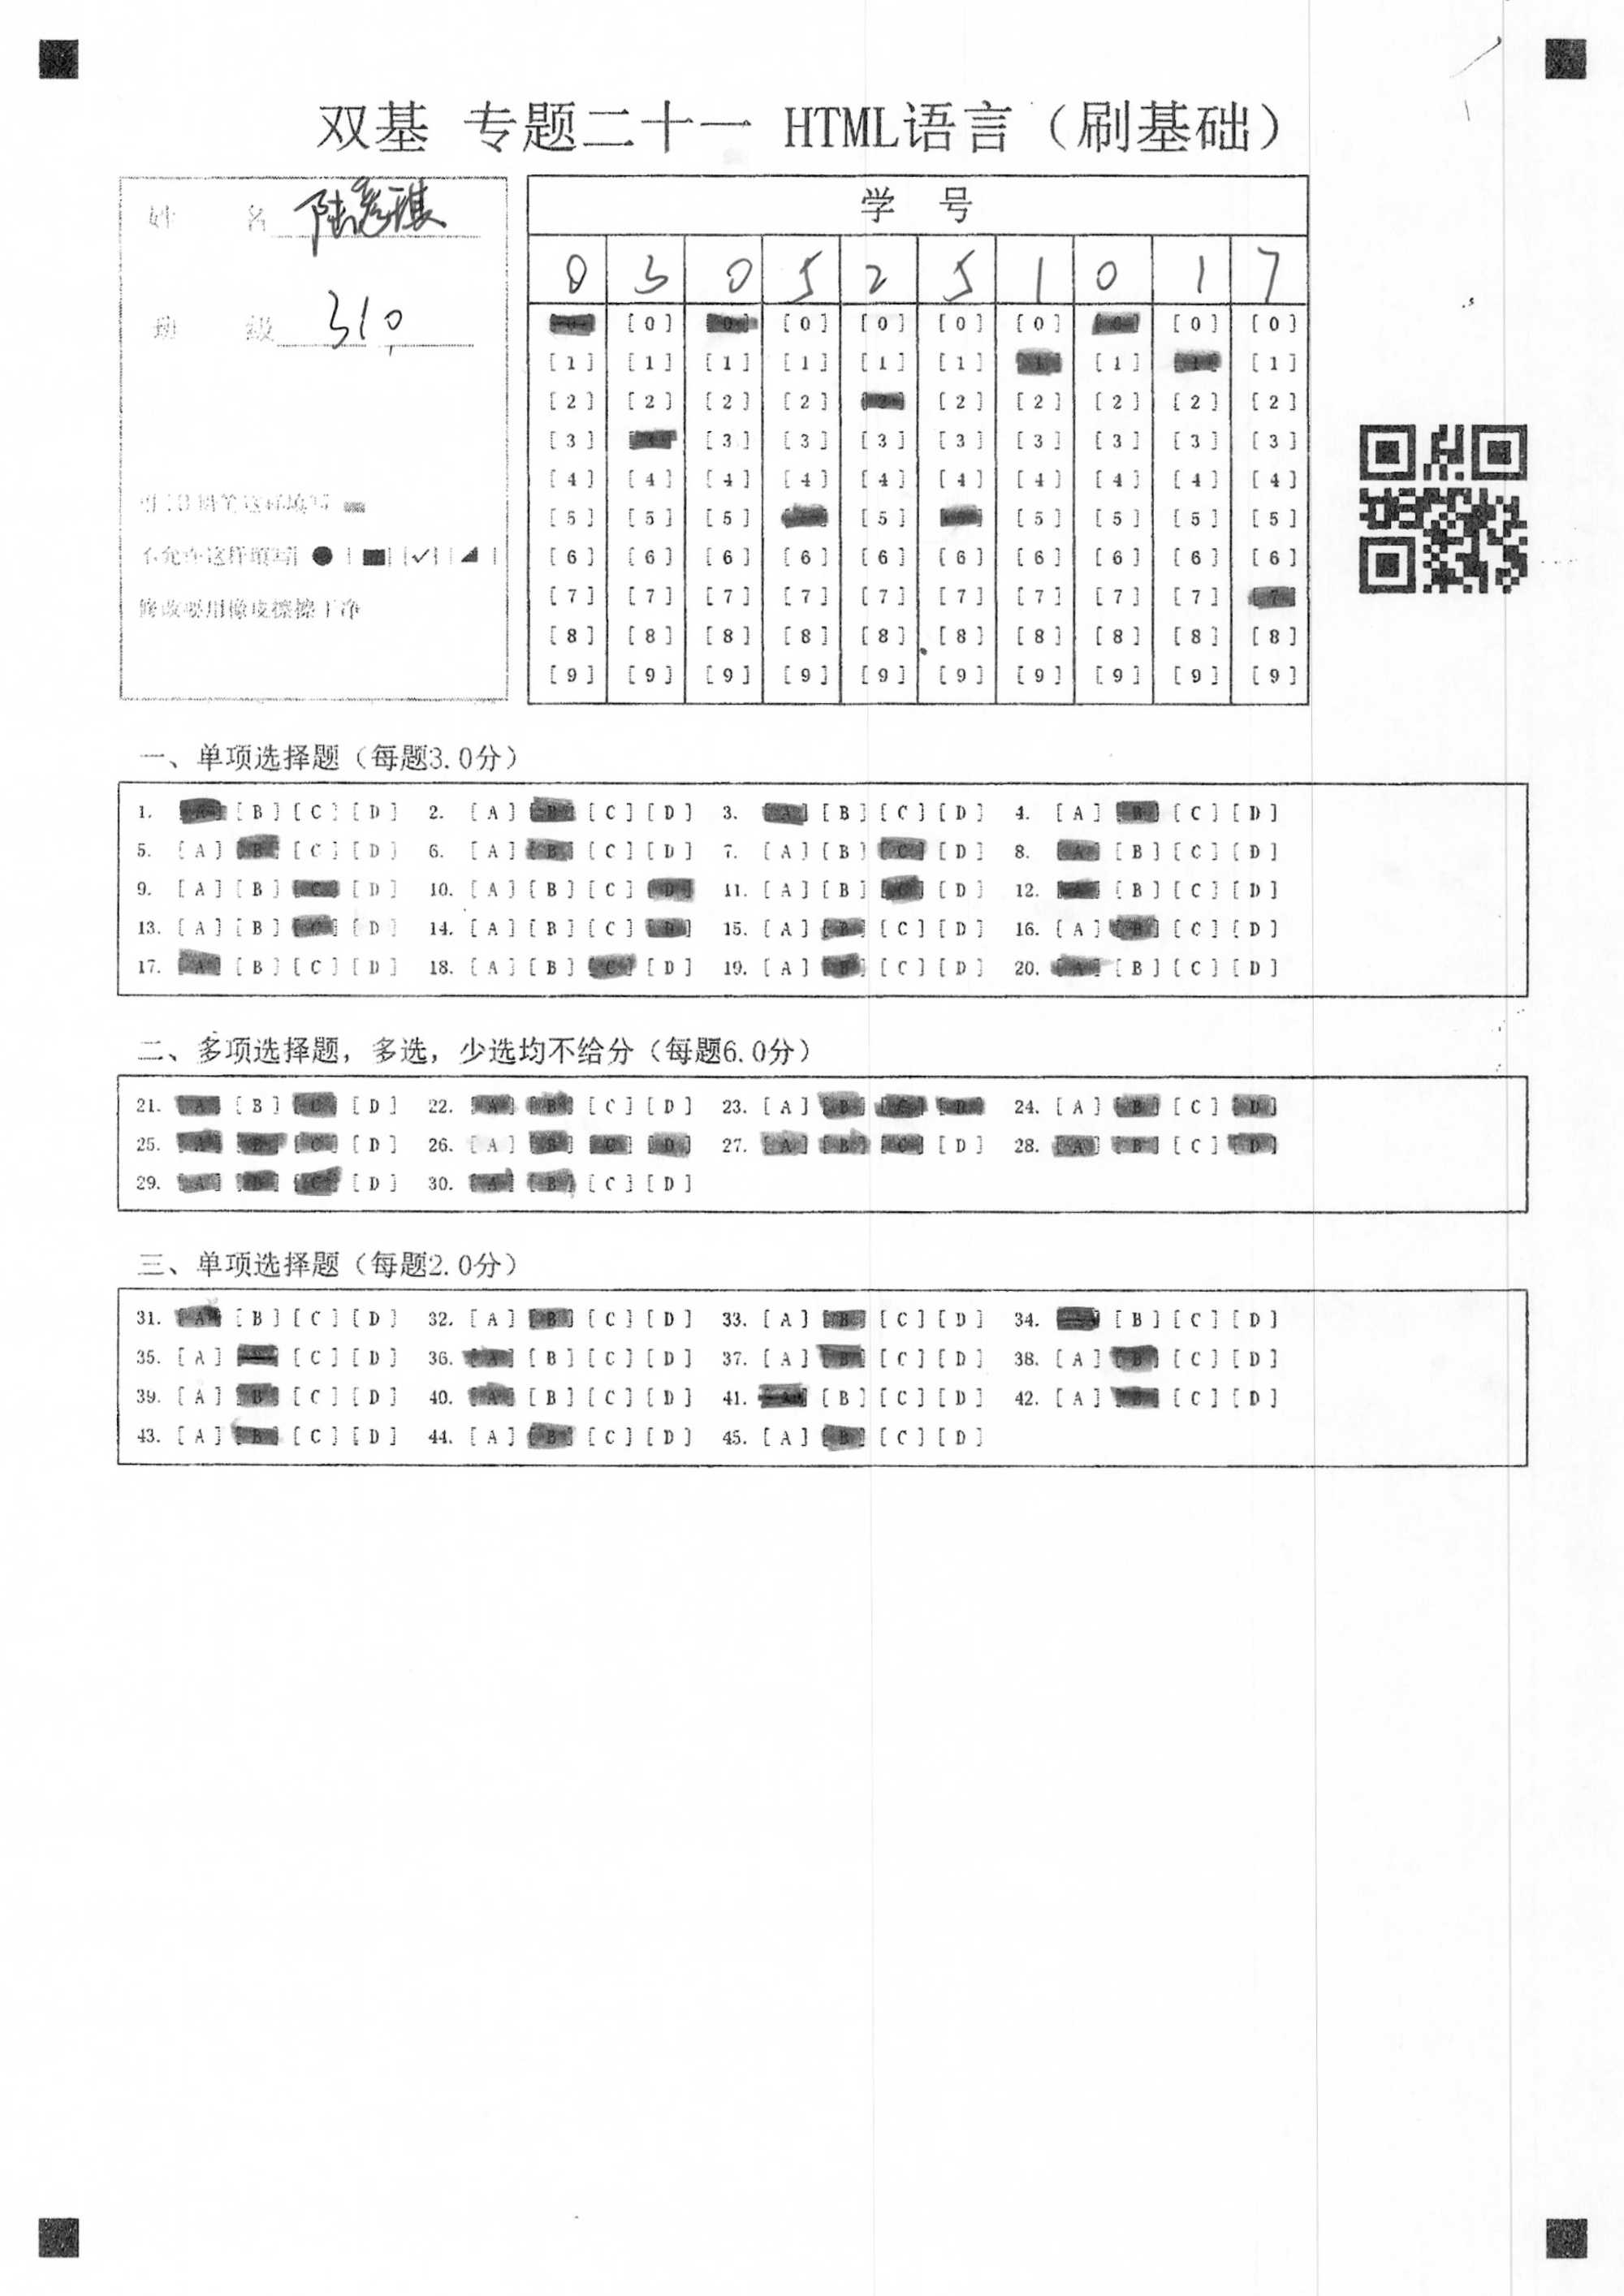 双基 专题二十一 HTML语言（刷基础）
姓 名 陆彦祺
班 级 310
不允许这样填写[ ● ] [ ■ ] [ ✓ ] [ ◢ ]
修改要用橡皮擦擦干净
学 号
0 3 0 5 2 5 1 0 1 7
[0] [0] [0] [0] [0] [0] [0] [0] [0] [0]
[1] [1] [1] [1] [1] [1] [1] [1] [1] [1]
[2] [2] [2] [2] [2] [2] [2] [2] [2] [2]
[3] [3] [3] [3] [3] [3] [3] [3] [3]
[4] [4] [4] [4] [4] [4] [4] [4] [4] [4]
[5] [5] [5] [5] [5] [5] [5] [5]
[6] [6] [6] [6] [6] [6] [6] [6] [6] [6]
[7] [7] [7] [7] [7] [7] [7] [7] [7] [7]
[8] [8] [8] [8] [8] [8] [8] [8] [8] [8]
[9] [9] [9] [9] [9] [9] [9] [9] [9] [9]
一、单项选择题（每题3.0分）
1. [A] [B] [C] [D] 2. [A] [B] [C] [D] 3. [A] [B] [C] [D] 4. [A] [B] [C] [D]
5. [A] [B] [C] [D] 6. [A] [B] [C] [D] 7. [A] [B] [C] [D] 8. [A] [B] [C] [D]
9. [A] [B] [C] [D] 10. [A] [B] [C] [D] 11. [A] [B] [C] [D] 12. [A] [B] [C] [D]
13. [A] [B] [C] [D] 14. [A] [B] [C] [D] 15. [A] [B] [C] [D] 16. [A] [B] [C] [D]
17. [A] [B] [C] [D] 18. [A] [B] [C] [D] 19. [A] [B] [C] [D] 20. [A] [B] [C] [D]
二、多项选择题，多选，少选均不给分（每题6.0分）
21. [A] [B] [C] [D] 22. [A] [B] [C] [D] 23. [A] [B] [C] [D] 24. [A] [B] [C] [D]
25. [A] [B] [C] [D] 26. [A] [B] [C] [D] 27. [A] [B] [C] [D] 28. [A] [B] [C] [D]
29. [A] [B] [C] [D] 30. [A] [B] [C] [D]
三、单项选择题（每题2.0分）
31. [A] [B] [C] [D] 32. [A] [B] [C] [D] 33. [A] [B] [C] [D] 34. [B] [C] [D]
35. [A] [C] [D] 36. [A] [B] [C] [D] 37. [A] [B] [C] [D] 38. [A] [B] [C] [D]
39. [A] [B] [C] [D] 40. [A] [B] [C] [D] 41. [A] [B] [C] [D] 42. [A] [B] [C] [D]
43. [A] [B] [C] [D] 44. [A] [B] [C] [D] 45. [A] [B] [C] [D]